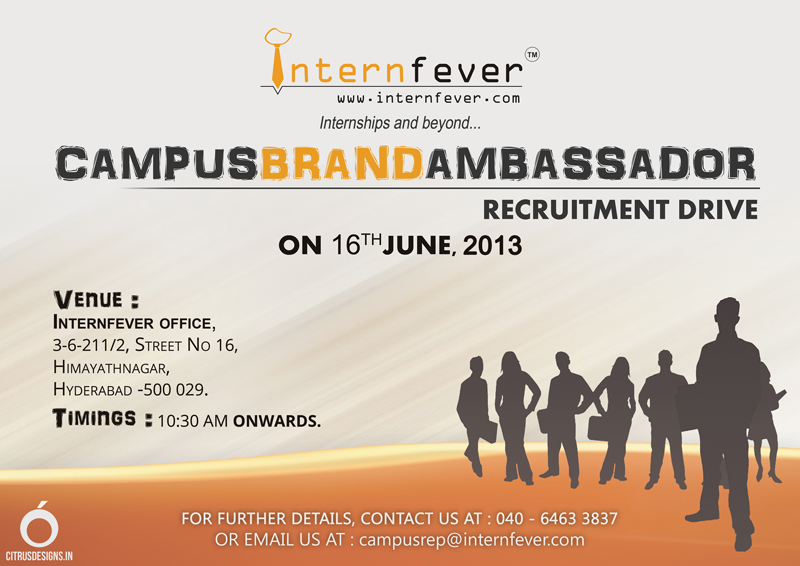 internfever TM
www.internfever.com
Internships and beyond...
CAMPUSBRANDAMBASSADOR
RECRUITMENT DRIVE
ON 16TH JUNE, 2013
VENUE :
INTERNFEVER OFFICE,
3-6-211/2, STREET NO 16,
HIMAYATHNAGAR,
HYDERABAD -500 029.
TIMINGS : 10:30 AM ONWARDS.
FOR FURTHER DETAILS, CONTACT US AT : 040 - 6463 3837
OR EMAIL US AT : campusrep@internfever.com
CITRUSDESIGNS.IN